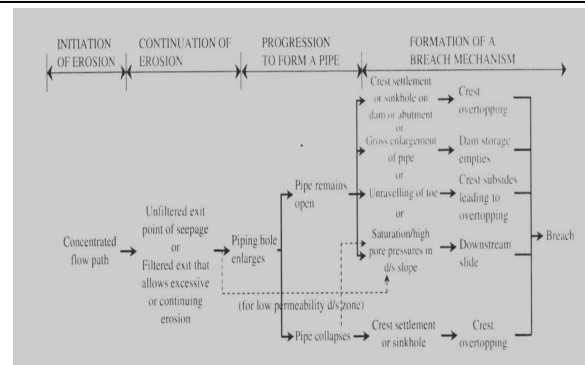 INITIATION
OF EROSION
CONTINUATION OF
EROSION
PROGRESSION
TO FORM A PIPE
FORMATION OF A
BREACH MECHANISM
Concentrated
flow path
Unfiltered exit
point of seepage
or
Filtered exit that
allows excessive
or continuing
erosion
Piping hole
enlarges
Pipe remains
open
(for low permeability d/s zone)
Pipe collapses
Crest settlement
or sinkhole on
dam or abutment
or
Gross enlargement
of pipe
or
Unravelling of toe
or
Saturation/high
pore pressures in
d/s slope
Crest settlement
or sinkhole
Crest
overtopping
Dam storage
empties
Crest subsides
leading to
overtopping
Downstream
slide
Crest
overtopping
Breach